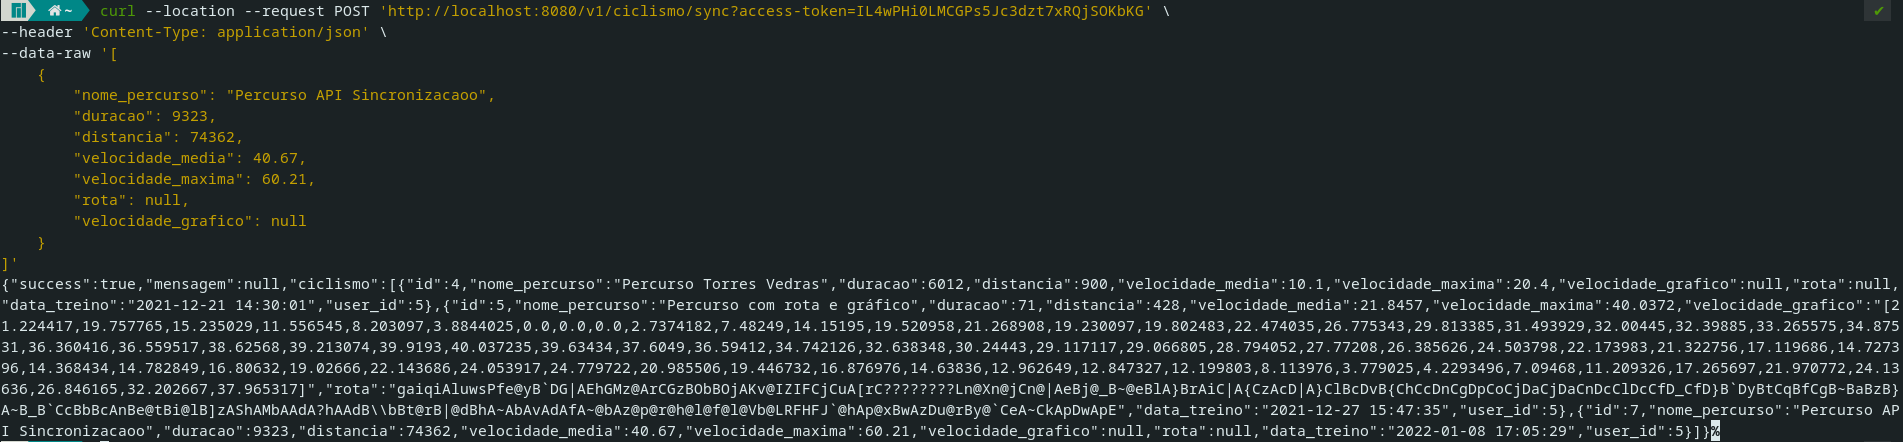 ~ curl --location --request POST 'http://localhost:8080/v1/ciclismo/sync?access-token=IL4wPHi0LMCGPs5Jc3dzt7xRQjSOKbKG' \
--header 'Content-Type: application/json' \
--data-raw '[
    {
        "nome_percurso": "Percurso API Sincronizacaoo",
        "duracao": 9323,
        "distancia": 74362,
        "velocidade_media": 40.67,
        "velocidade_maxima": 60.21,
        "rota": null,
        "velocidade_grafico": null
    }
]'
{"success":true,"mensagem":null,"ciclismo":[{"id":4,"nome_percurso":"Percurso Torres Vedras","duracao":6012,"distancia":900,"velocidade_media":10.1,"velocidade_maxima":20.4,"velocidade_grafico":null,"rota":null,
"data_treino":"2021-12-21 14:30:01","user_id":5},{"id":5,"nome_percurso":"Percurso com rota e gráfico","duracao":71,"distancia":428,"velocidade_media":21.8457,"velocidade_maxima":40.0372,"velocidade_grafico":"[2
1.224417,19.757765,15.235029,11.556545,8.203097,3.8844025,0.0,0.0,0.0,2.7374182,7.48249,14.15195,19.520958,21.268908,19.230097,19.802483,22.474035,26.775343,29.813385,31.493929,32.00445,32.39885,33.265575,34.875
31,36.360416,36.559517,38.62568,39.213074,39.9193,40.037235,39.63434,37.6049,36.59412,34.742126,32.638348,30.24443,29.117117,29.066805,28.794052,27.77208,26.385626,24.503798,22.173983,21.322756,17.119686,14.7273
96,14.368434,14.782849,16.80632,19.02666,22.143686,24.053917,24.779722,20.985506,19.446732,16.876976,14.63836,12.962649,12.847327,12.199803,8.113976,3.779025,4.2293496,7.09468,11.209326,17.265697,21.970772,24.13
636,26.846165,32.202667,37.965317]","rota":"gaiqiAluwsPfe@yB`DG|AEhGMz@ArCGzBObBOjAKv@IZIFCjCuA[rC????????Ln@Xn@jCn@|AeBj@_B~@eBlA}BrAiC|A{CzAcD|A}ClBcDvB{ChCcDnCgDpCoCjDaCjDaCnDcClDcCfD_CfD}B`DyBtCqBfCgB~BaBzB}
A~B_B`CcBbBcAnBe@tBi@lB]zAShAMbAAdA?hAAdB\\bBt@rB|@dBhA~AbAvAdAfA~@bAz@p@r@h@l@f@l@Vb@LRFHFJ`@hAp@xBwAzDu@rBy@`CeA~CkApDwApE","data_treino":"2021-12-27 15:47:35","user_id":5},{"id":7,"nome_percurso":"Percurso AP
I Sincronizacaoo","duracao":9323,"distancia":74362,"velocidade_media":40.67,"velocidade_maxima":60.21,"velocidade_grafico":null,"rota":null,"data_treino":"2022-01-08 17:05:29","user_id":5}]}%